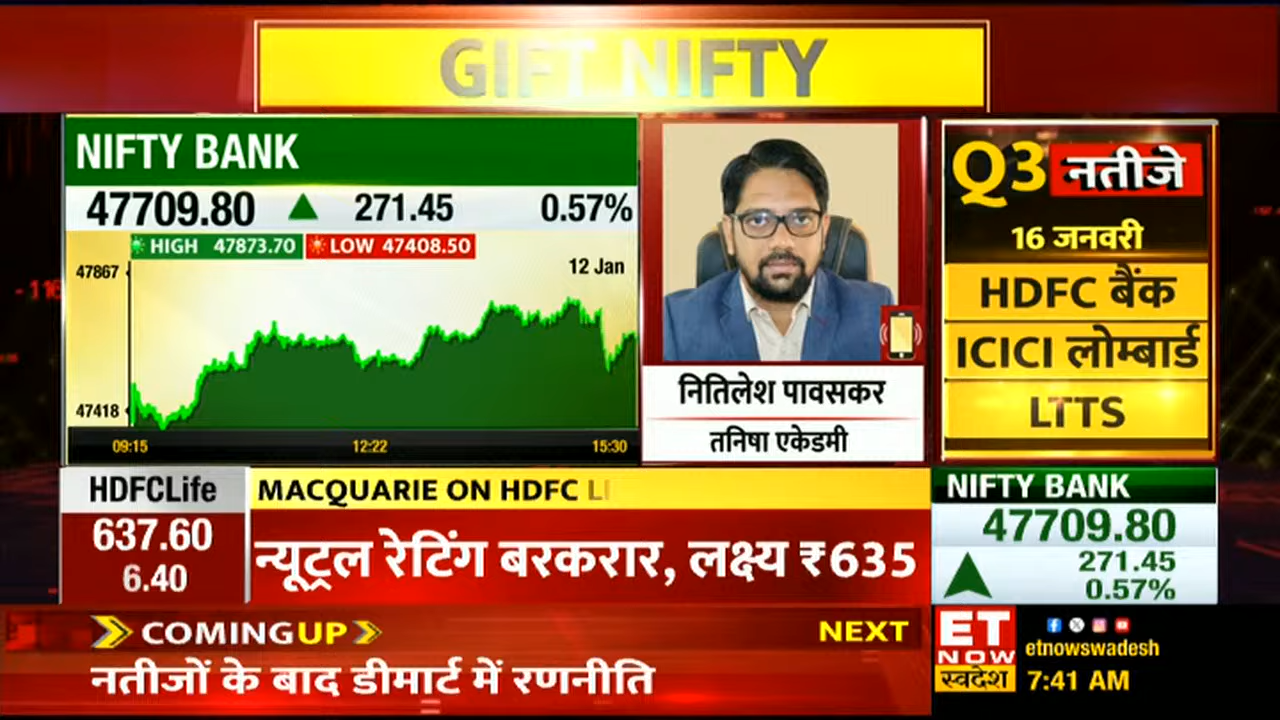 GIFT NIFTY
NIFTY BANK
47709.80 ▲ 271.45 0.57%
HIGH 47873.70 LOW 47408.50
47867
12 Jan
47418
09:15 12:22 15:30
नितिलेश पावसकर
तनिषा एकेडमी
Q3 नतीजे
16 जनवरी
HDFC बैंक
ICICI लोम्बार्ड
LTTS
HDFCLife
637.60
6.40
MACQUARIE ON HDFC LI
न्यूट्रल रेटिंग बरकरार, लक्ष्य ₹635
NIFTY BANK
47709.80
271.45
0.57%
COMING UP
NEXT
नतीजों के बाद डीमार्ट में रणनीति
ET
NOW
स्वदेश
etnowswadesh
7:41 AM